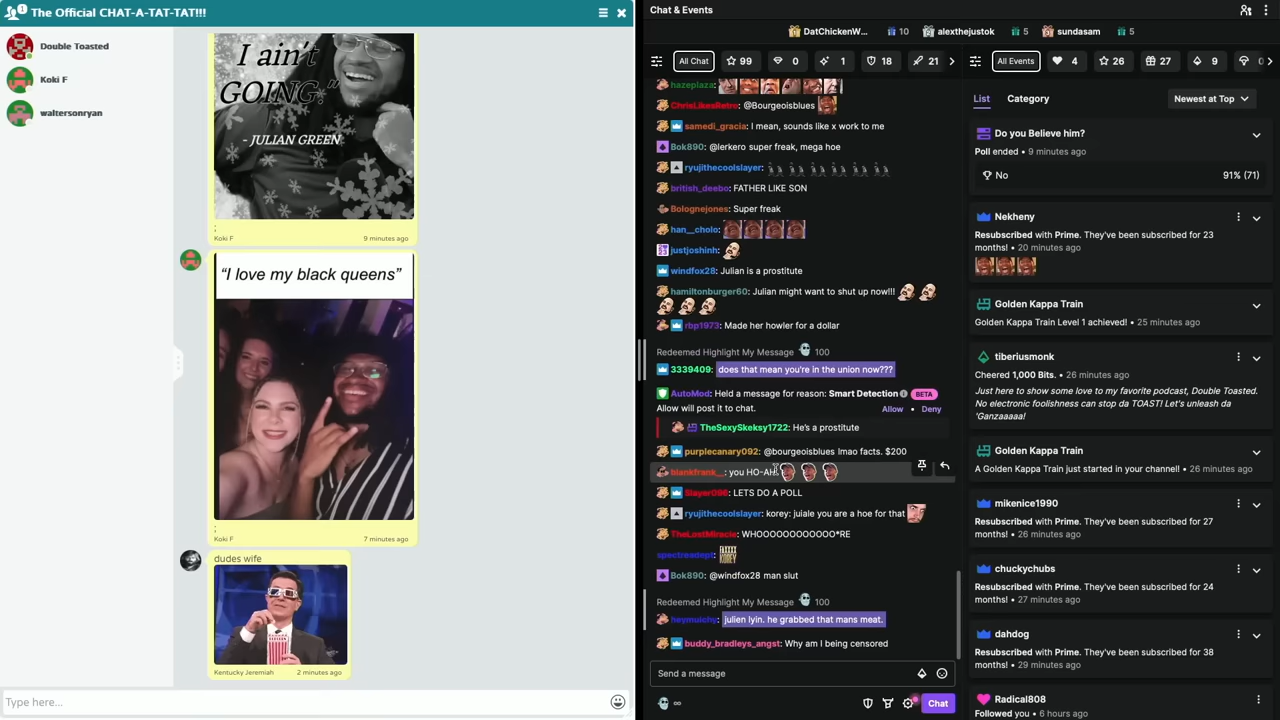 The Official CHAT-A-TAT-TAT!!!
Double Toasted
Koki F
waltersonryan
I ain't
GOING."
- JULIAN GREEN
;
Koki F
9 minutes ago
"I love my black queens"
;
Koki F
7 minutes ago
dudes wife
Kentucky Jeremiah
2 minutes ago
Type here...
Chat & Events
DatChickenW... 10 alexthejustok 5 sundasam 5
All Chat 99 0 1 18 21
hazeplaza:
ChrisLikesRetro: @Bourgeoisblues
samedi_gracia: I mean, sounds like x work to me
Bok890: @lerkero super freak, mega hoe
ryujithecoolslayer:
british_deebo: FATHER LIKE SON
Bolognejones: Super freak
han__cholo:
justjoshinh:
windfox28: Julian is a prostitute
hamiltonburger60: Julian might want to shut up now!!!
rbp1973: Made her howler for a dollar
Redeemed Highlight My Message 100
3339409: does that mean you're in the union now???
AutoMod: Held a message for reason: Smart Detection BETA
Allow will post it to chat. Allow • Deny
TheSexySkeksy1722: He's a prostitute
purplecanary092: @bourgeoisblues lmao facts. $200
blankfrank__: you HO-AH!
Slayer096: LETS DO A POLL
ryujithecoolslayer: korey: juiale you are a hoe for that
TheLostMiracle: WHOOOOOOOOOOOO*RE
spectreadept:
Bok890: @windfox28 man slut
Redeemed Highlight My Message 100
heymuichy: julien lyin. he grabbed that mans meat.
buddy_bradleys_angst: Why am I being censored
Send a message
Chat
All Events 4 26 27 9
List Category Newest at Top
Do you Believe him?
Poll ended • 9 minutes ago
No 91% (71)
Nekheny
Resubscribed with Prime. They've been subscribed for 23
months! • 20 minutes ago
Golden Kappa Train
Golden Kappa Train Level 1 achieved! • 25 minutes ago
tiberiusmonk
Cheered 1,000 Bits. • 26 minutes ago
Just here to show some love to my favorite podcast, Double Toasted.
No electronic foolishness can stop da TOAST! Let's unleash da
'Ganzaaaaa!
Golden Kappa Train
A Golden Kappa Train just started in your channel! • 26 minutes ago
mikenice1990
Resubscribed with Prime. They've been subscribed for 27
months! • 26 minutes ago
chuckychubs
Resubscribed with Prime. They've been subscribed for 24
months! • 27 minutes ago
dahdog
Resubscribed with Prime. They've been subscribed for 38
months! • 29 minutes ago
Radical808
Followed you • 6 hours ago